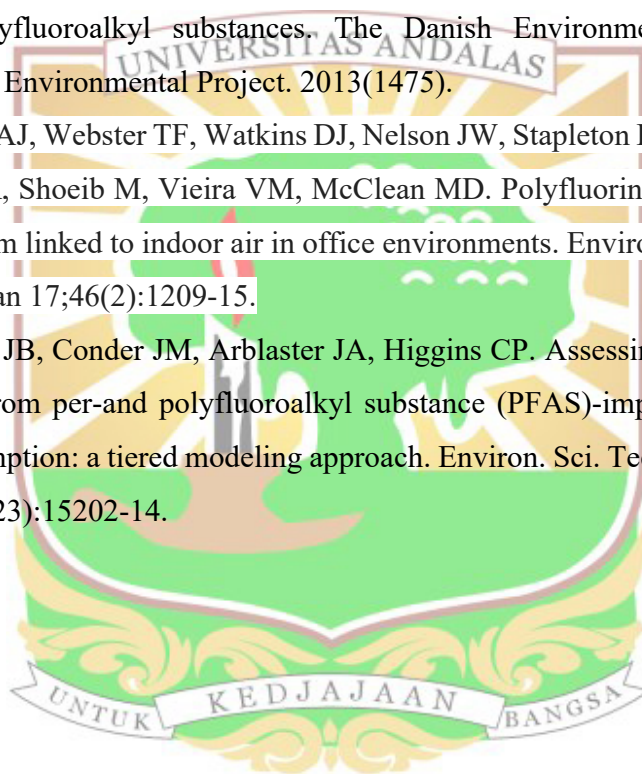 yfluoroalkyl substances. The Danish Environme
UNIVERSITAS ANDALAS
Environmental Project. 2013(1475).
AJ, Webster TF, Watkins DJ, Nelson JW, Stapleton
, Shoeib M, Vieira VM, McClean MD. Polyfluorin
m linked to indoor air in office environments. Enviro
an 17;46(2):1209-15.
JB, Conder JM, Arblaster JA, Higgins CP. Assessin
rom per-and polyfluoroalkyl substance (PFAS)-imp
nption: a tiered modeling approach. Environ. Sci. Te
23):15202-14.
UNTUK KEDJAJAAN BANGSA